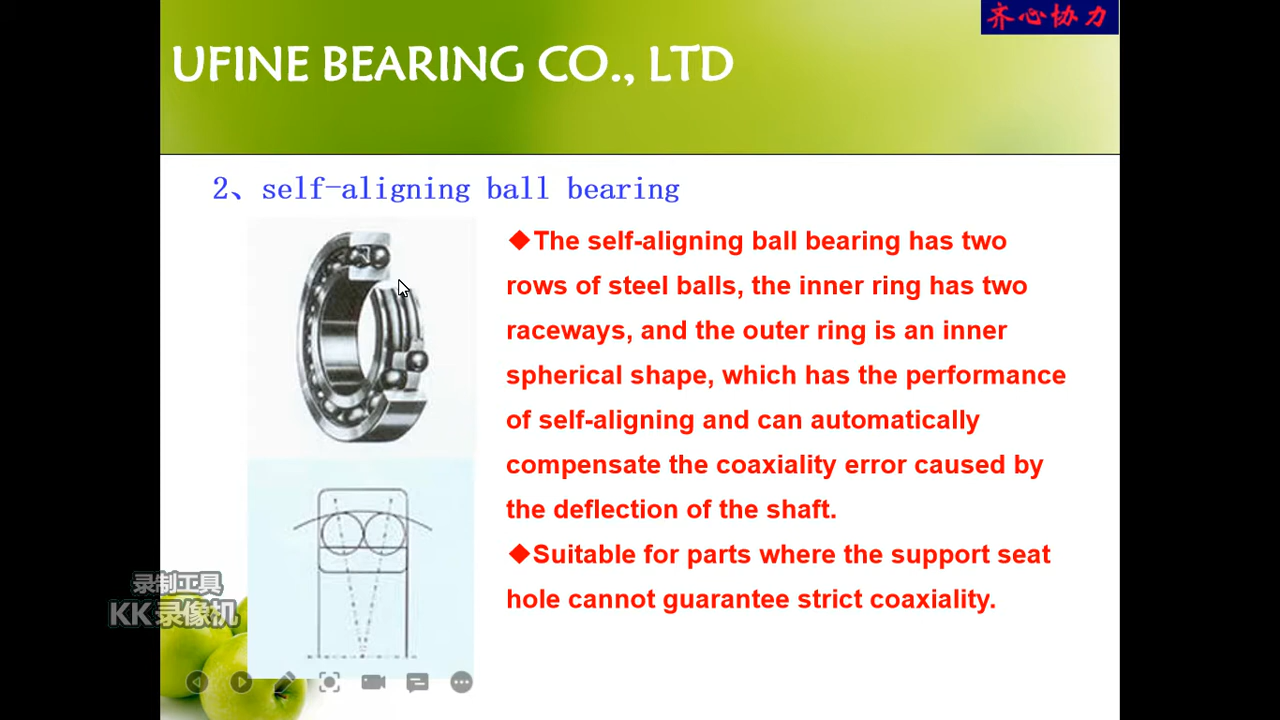 齐心协力
UFINE BEARING CO., LTD
2、self-aligning ball bearing
◆The self-aligning ball bearing has two
rows of steel balls, the inner ring has two
raceways, and the outer ring is an inner
spherical shape, which has the performance
of self-aligning and can automatically
compensate the coaxiality error caused by
the deflection of the shaft.
◆Suitable for parts where the support seat
hole cannot guarantee strict coaxiality.
录制工具
KK录像机